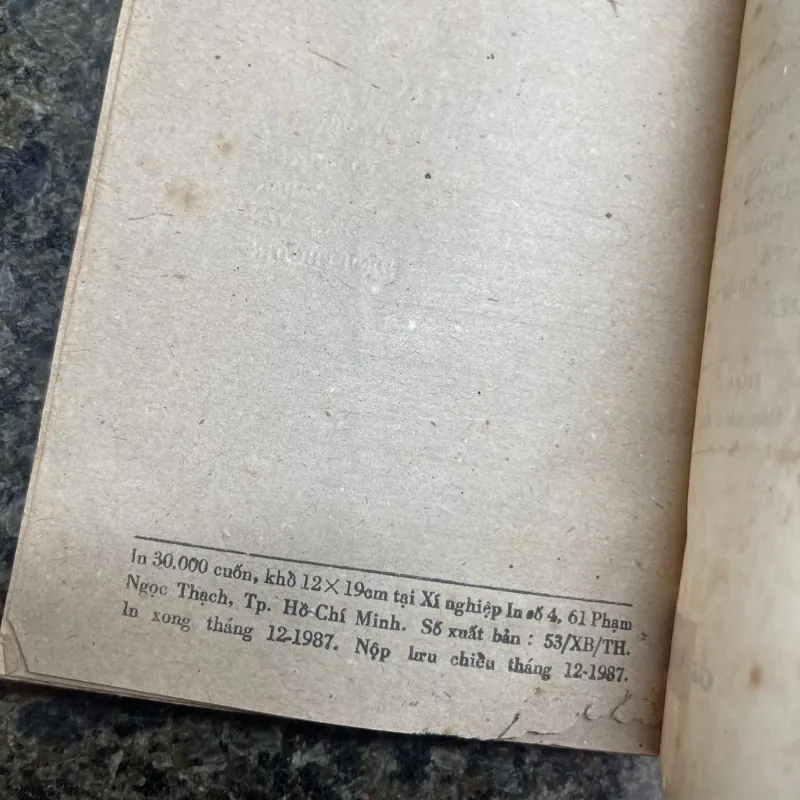 In 30.000 cuốn, khổ 12×19cm tại Xí nghiệp In số 4, 61 Phạm
Ngọc Thạch, Tp. Hồ-Chí Minh. Số xuất bản : 53/XB/TH.
In xong tháng 12-1987. Nộp lưu chiểu tháng 12-1987.